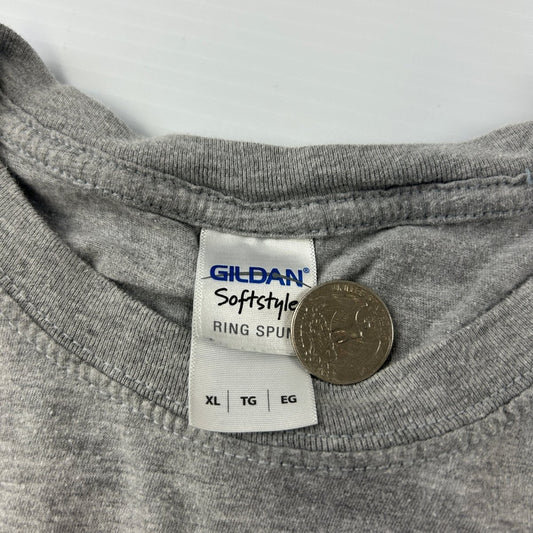 GILDAN®
Softstyle
RING SPUN
XL | TG | EG